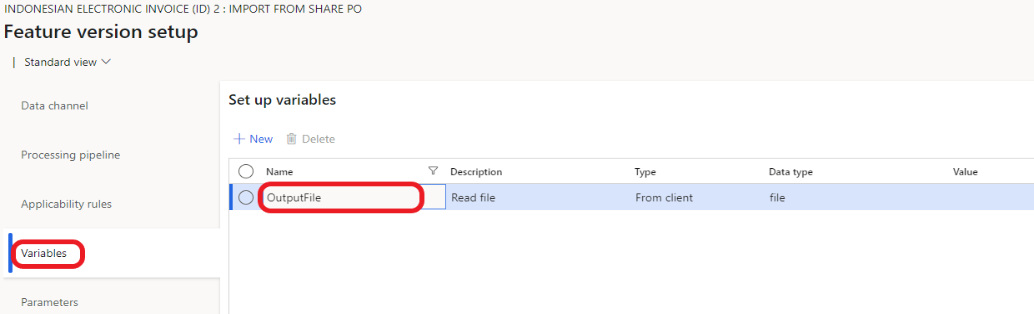 INDONESIAN ELECTRONIC INVOICE (ID) 2 : IMPORT FROM SHARE PO
Feature version setup
Standard view
Data channel
Processing pipeline
Applicability rules
Variables
Parameters
Set up variables
New Delete
Name Description Type Data type Value
OutputFile Read file From client file